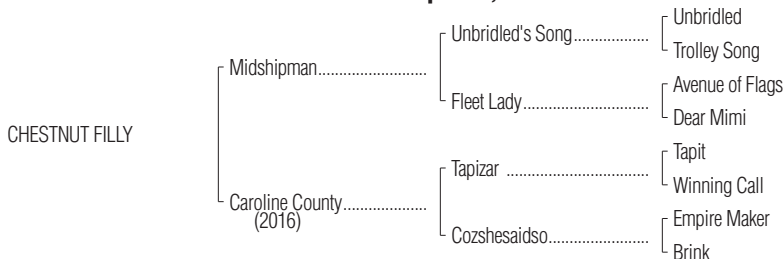 Unbridled
Unbridled's Song..................
Trolley Song
Midshipman.........................
Avenue of Flags
Fleet Lady.............................
Dear Mimi
CHESTNUT FILLY
Tapit
Tapizar .................................
Winning Call
Caroline County...................
(2016)
Empire Maker
Cozshesaidso.......................
Brink